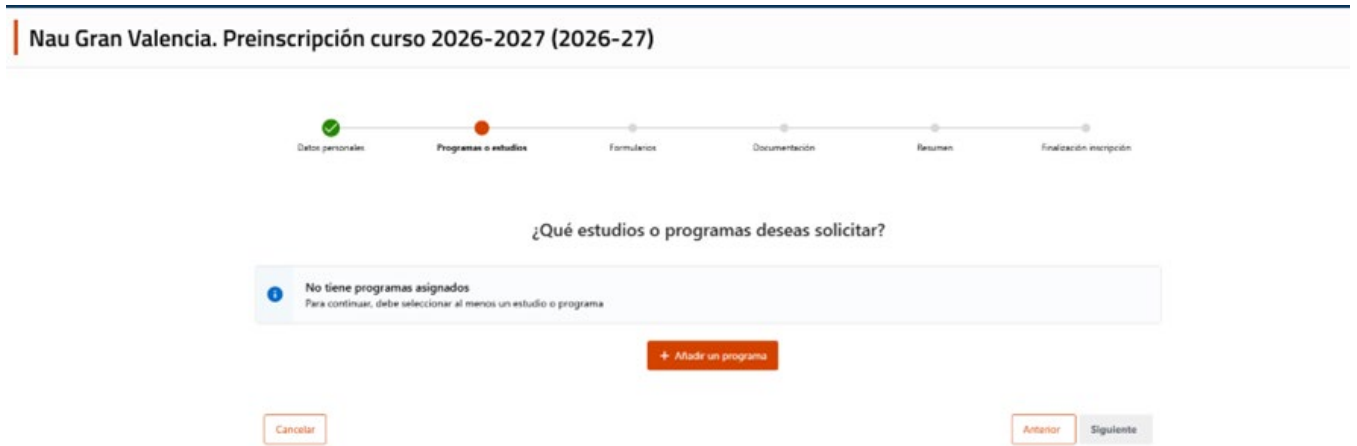 Nau Gran Valencia. Preinscripción curso 2026-2027 (2026-27)
Datos personales
Programas o estudios
Formularios
Documentación
Resumen
Finalización inscripción
¿Qué estudios o programas deseas solicitar?
No tiene programas asignados
Para continuar, debe seleccionar al menos un estudio o programa
+ Añadir un programa
Cancelar
Anterior
Siguiente